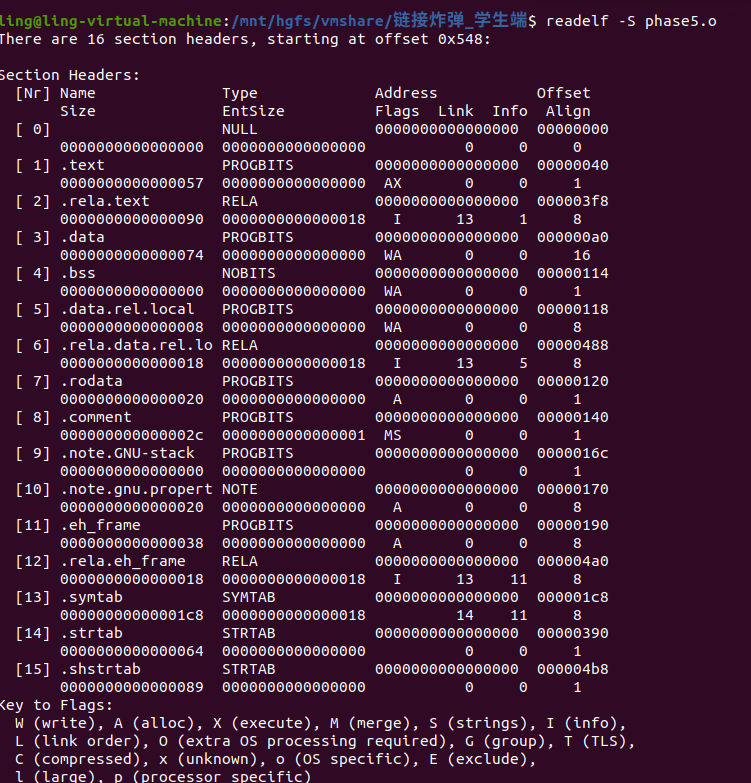 ling@ling-virtual-machine:/mnt/hgfs/vmshare/链接炸弹_学生端$ readelf -S phase5.o
There are 16 section headers, starting at offset 0x548:

Section Headers:
  [Nr] Name              Type             Address           Offset
       Size              EntSize          Flags  Link  Info  Align
  [ 0]                   NULL             0000000000000000  00000000
       0000000000000000  0000000000000000           0     0     0
  [ 1] .text             PROGBITS         0000000000000000  00000040
       0000000000000057  0000000000000000  AX       0     0     1
  [ 2] .rela.text        RELA             0000000000000000  000003f8
       0000000000000090  0000000000000018   I      13     1     8
  [ 3] .data             PROGBITS         0000000000000000  000000a0
       0000000000000074  0000000000000000  WA       0     0     16
  [ 4] .bss              NOBITS           0000000000000000  00000114
       0000000000000000  0000000000000000  WA       0     0     1
  [ 5] .data.rel.local   PROGBITS         0000000000000000  00000118
       0000000000000008  0000000000000000  WA       0     0     8
  [ 6] .rela.data.rel.lo RELA             0000000000000000  00000488
       0000000000000018  0000000000000018   I      13     5     8
  [ 7] .rodata           PROGBITS         0000000000000000  00000120
       0000000000000020  0000000000000000   A       0     0     1
  [ 8] .comment          PROGBITS         0000000000000000  00000140
       000000000000002c  0000000000000001  MS       0     0     1
  [ 9] .note.GNU-stack   PROGBITS         0000000000000000  0000016c
       0000000000000000  0000000000000000           0     0     1
  [10] .note.gnu.propert NOTE             0000000000000000  00000170
       0000000000000020  0000000000000000   A       0     0     8
  [11] .eh_frame         PROGBITS         0000000000000000  00000190
       0000000000000038  0000000000000000   A       0     0     8
  [12] .rela.eh_frame    RELA             0000000000000000  000004a0
       0000000000000018  0000000000000018   I      13    11     8
  [13] .symtab           SYMTAB           0000000000000000  000001c8
       00000000000001c8  0000000000000018          14    11     8
  [14] .strtab           STRTAB           0000000000000000  00000390
       0000000000000064  0000000000000000           0     0     1
  [15] .shstrtab         STRTAB           0000000000000000  000004b8
       0000000000000089  0000000000000000           0     0     1
Key to Flags:
  W (write), A (alloc), X (execute), M (merge), S (strings), I (info),
  L (link order), O (extra OS processing required), G (group), T (TLS),
  C (compressed), x (unknown), o (OS specific), E (exclude),
  l (large), p (processor specific)